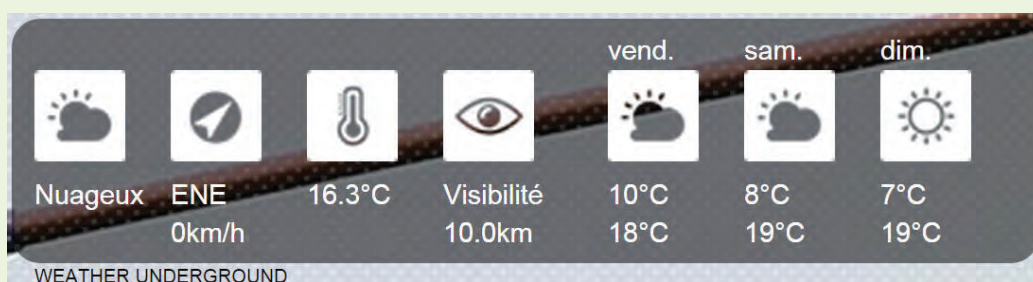 vend. sam. dim.
Nuageux ENE 16.3°C Visibilité 10°C 8°C 7°C
0km/h 10.0km 18°C 19°C 19°C
WEATHER UNDERGROUND